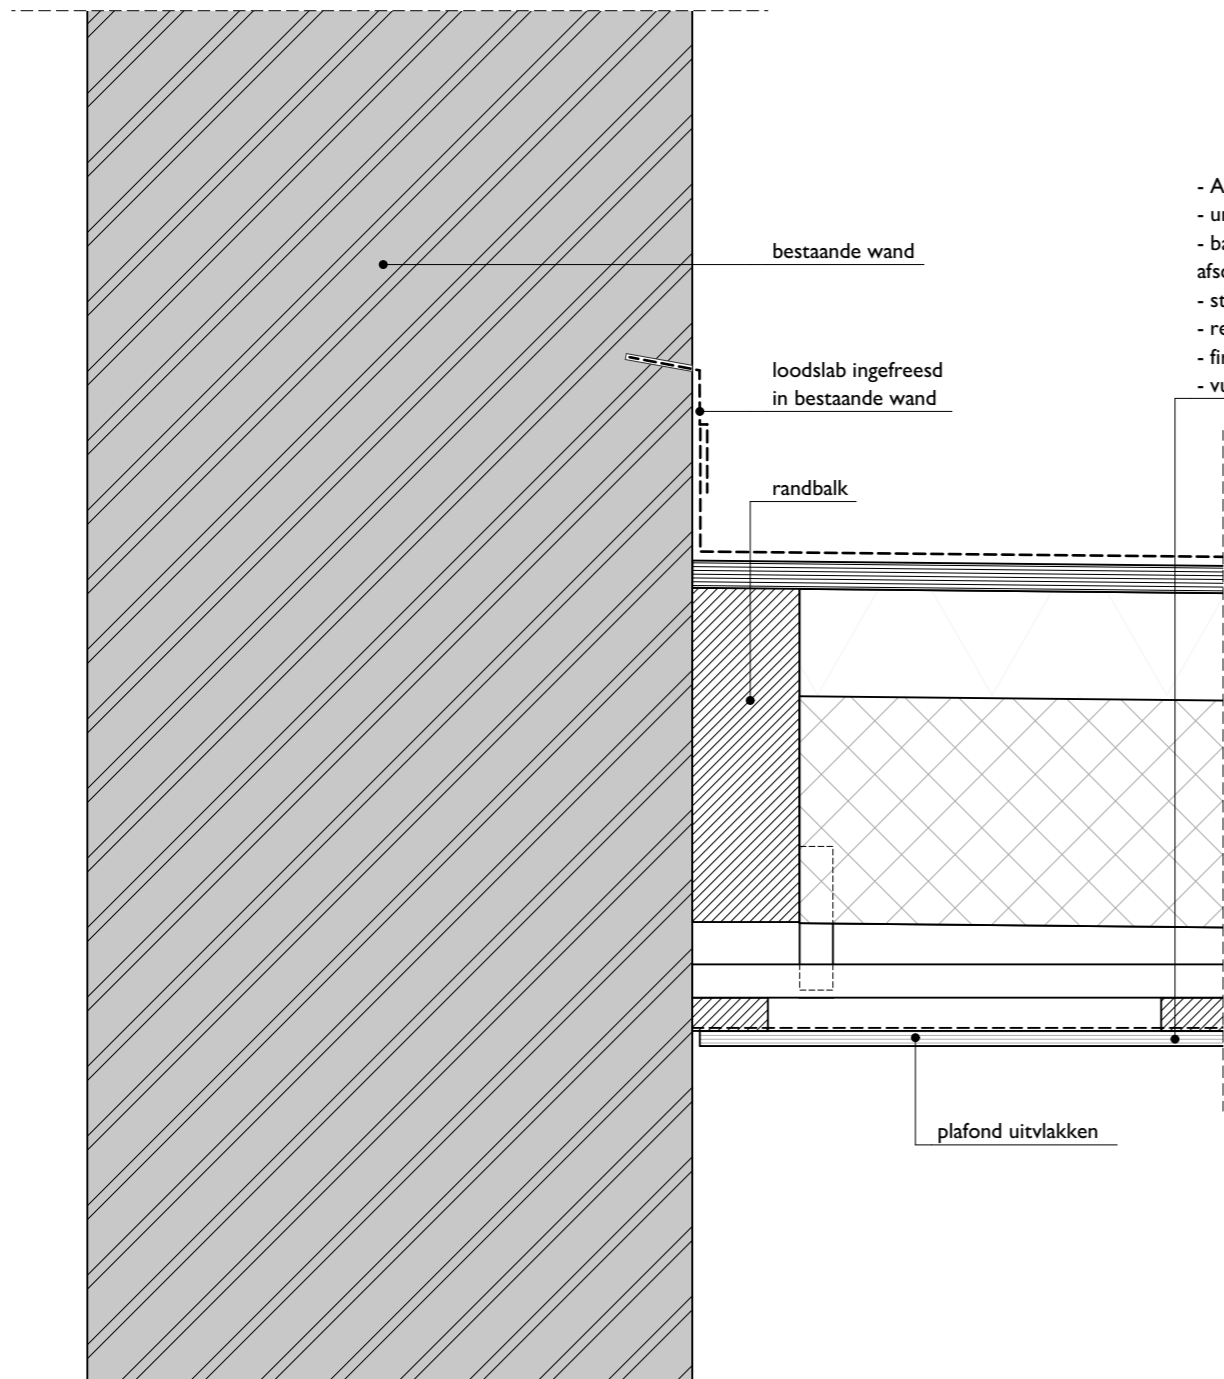 bestaande wand
loodslab ingefreesd
in bestaande wand
randbalk
plafond uitvlakken